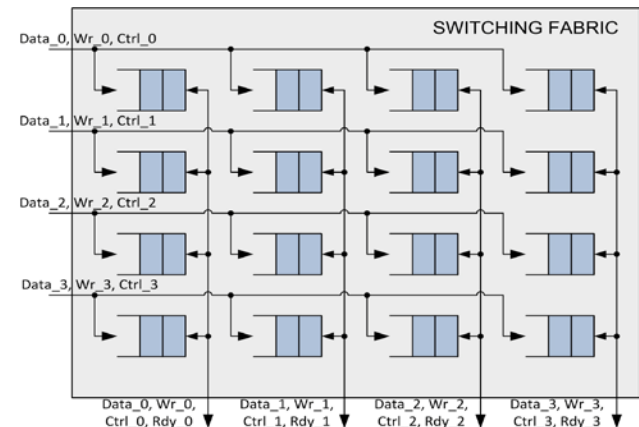 SWITCHING FABRIC
Data_0, Wr_0, Ctrl_0
Data_1, Wr_1, Ctrl_1
Data_2, Wr_2, Ctrl_2
Data_3, Wr_3, Ctrl_3
Data_0, Wr_0,
Ctrl_0, Rdy_0
Data_1, Wr_1,
Ctrl_1, Rdy_1
Data_2, Wr_2,
Ctrl_2, Rdy_2
Data_3, Wr_3,
Ctrl_3, Rdy_3